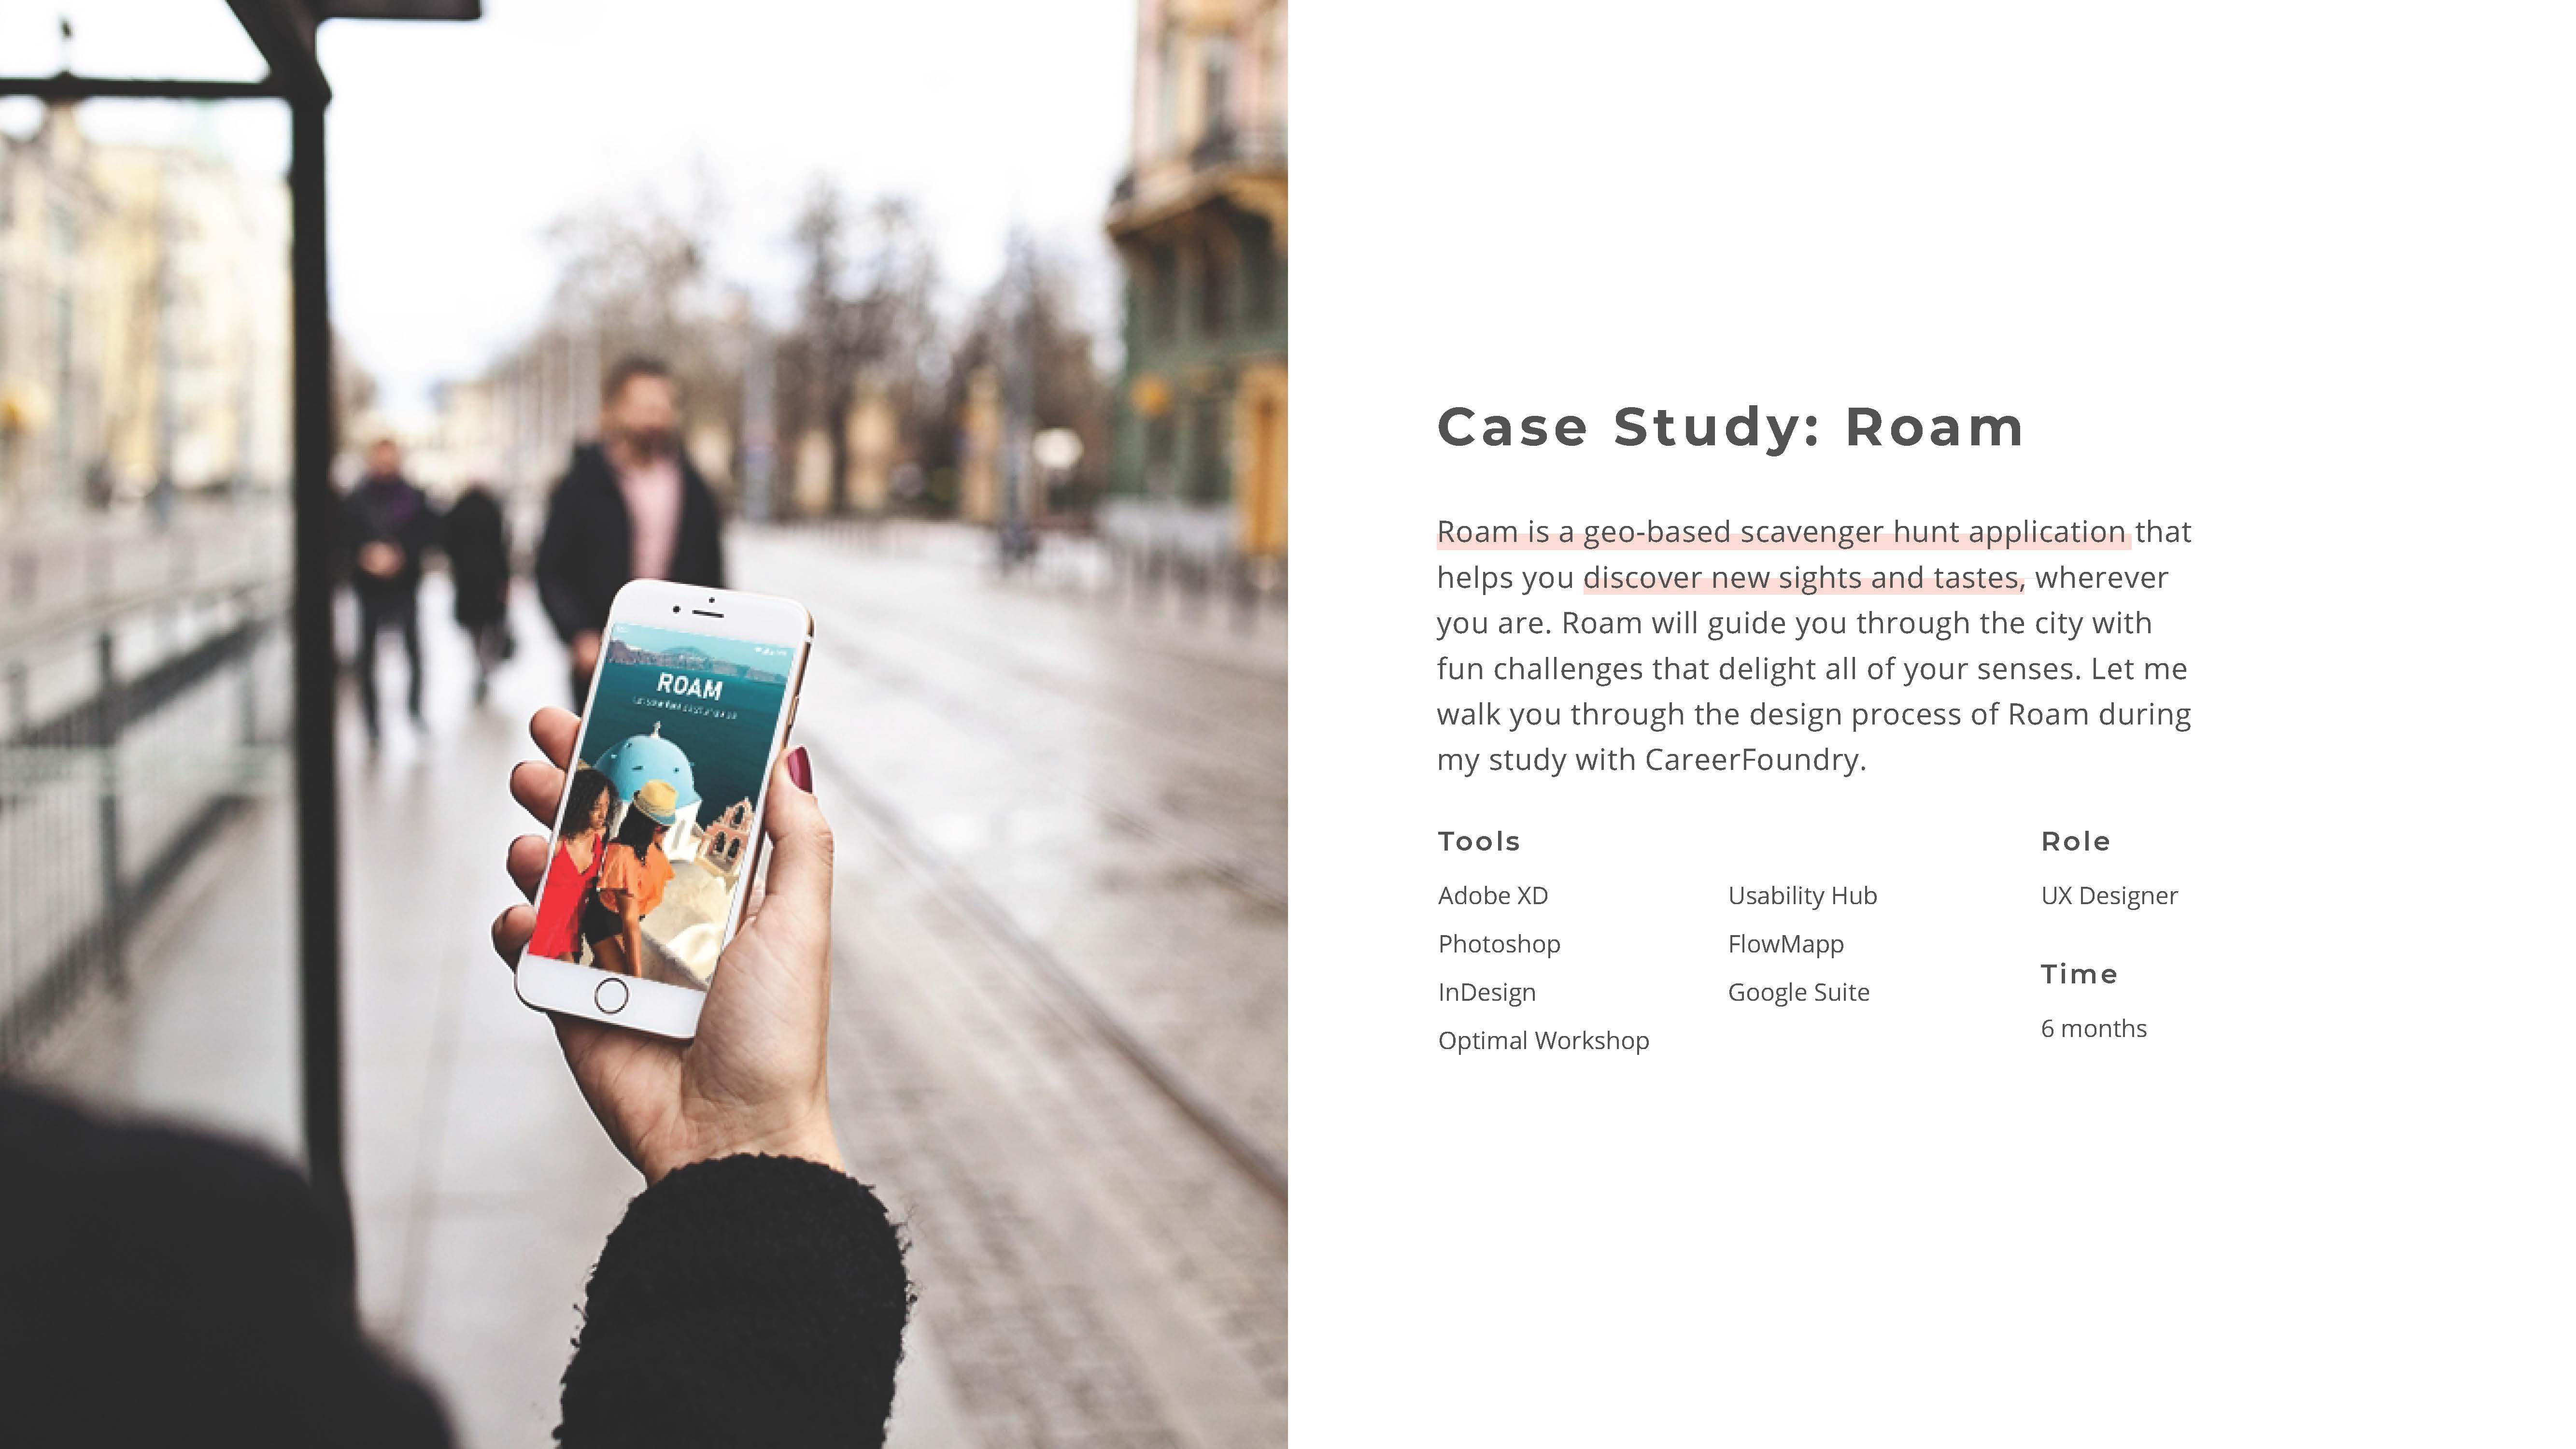 ROAM
Case Study: Roam
Roam is a geo-based scavenger hunt application that
helps you discover new sights and tastes, wherever
you are. Roam will guide you through the city with
fun challenges that delight all of your senses. Let me
walk you through the design process of Roam during
my study with CareerFoundry.
Tools
Adobe XD
Photoshop
InDesign
Optimal Workshop
Usability Hub
FlowMapp
Google Suite
Role
UX Designer
Time
6 months